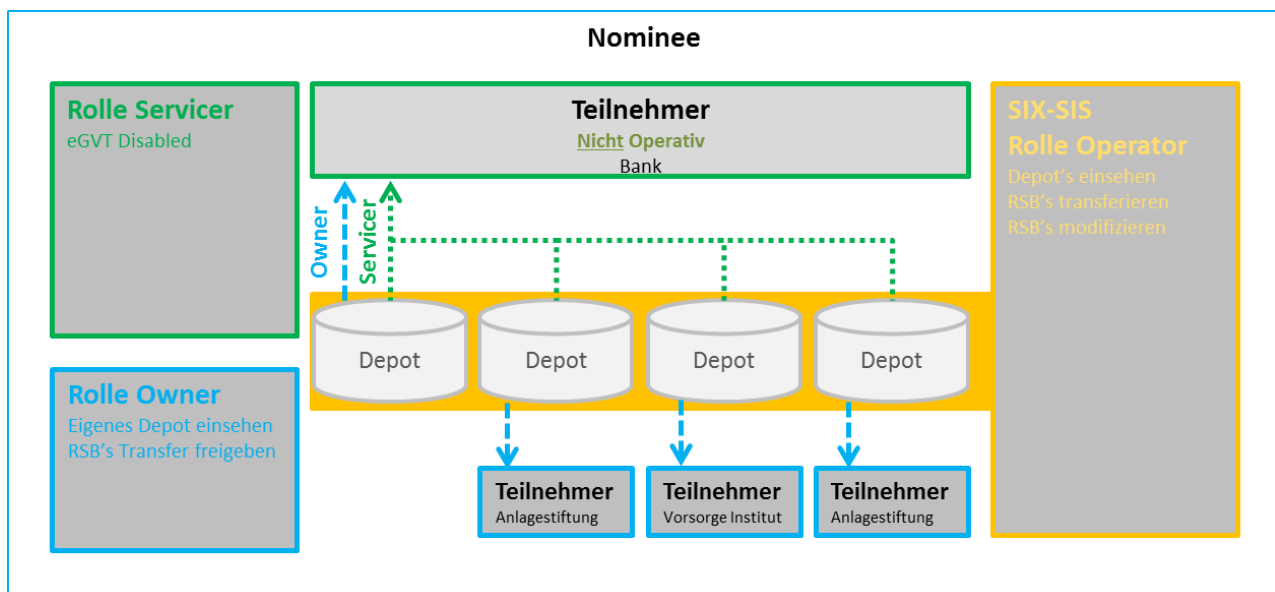 Nominee
Rolle Servicer
eGVT Disabled
Teilnehmer
Nicht Operativ
Bank
SIX-SIS
Rolle Operator
Depot's einsehen
RSB's transferieren
RSB's modifizieren
Owner
Servicer
Depot
Depot
Depot
Depot
Rolle Owner
Eigenes Depot einsehen
RSB's Transfer freigeben
Teilnehmer
Anlagestiftung
Teilnehmer
Vorsorge Institut
Teilnehmer
Anlagestiftung